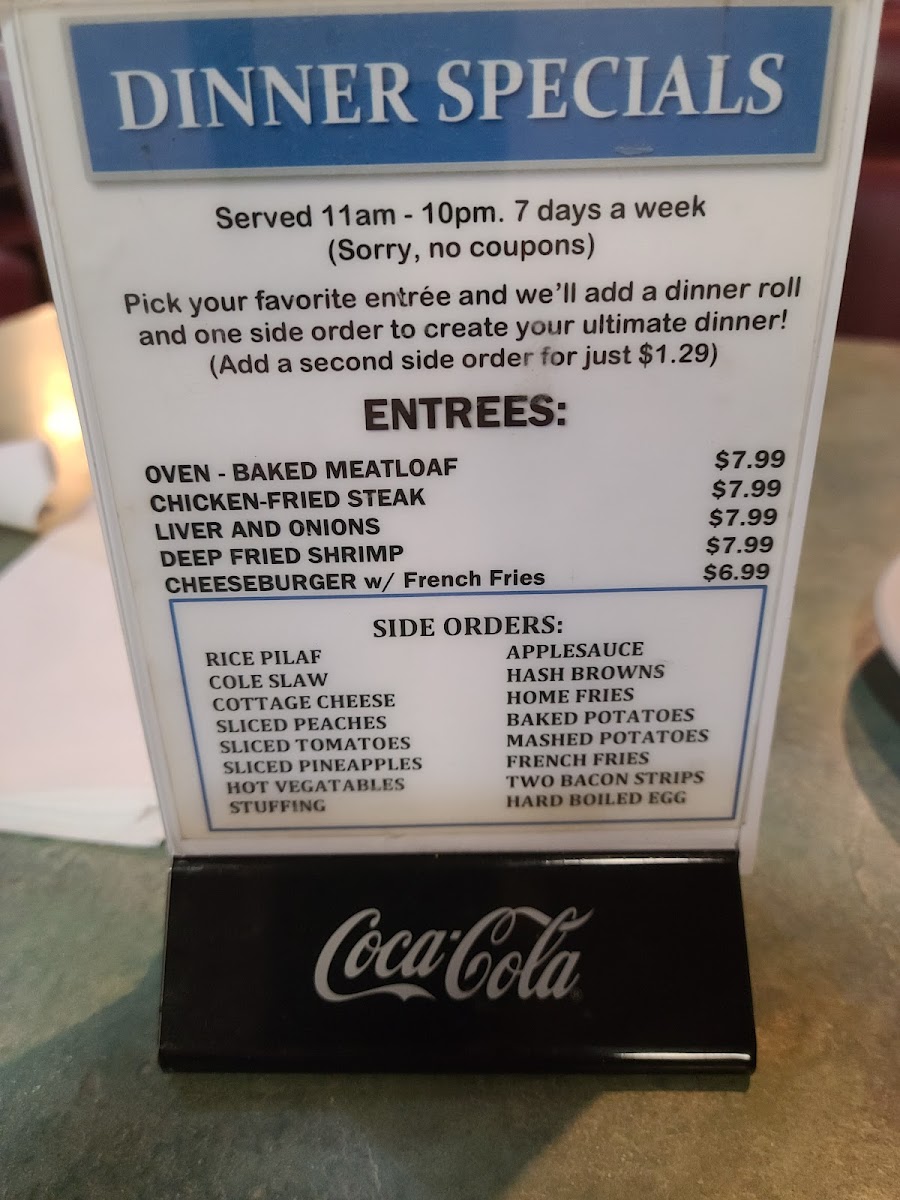 DINNER SPECIALS
Served 11am - 10pm. 7 days a week
(Sorry, no coupons)
Pick your favorite entrée and we'll add a dinner roll
and one side order to create your ultimate dinner!
(Add a second side order for just $1.29)
ENTREES:
OVEN - BAKED MEATLOAF $7.99
CHICKEN-FRIED STEAK $7.99
LIVER AND ONIONS $7.99
DEEP FRIED SHRIMP $7.99
CHEESEBURGER w/ French Fries $6.99
SIDE ORDERS:
RICE PILAF
COLE SLAW
COTTAGE CHEESE
SLICED PEACHES
SLICED TOMATOES
SLICED PINEAPPLES
HOT VEGATABLES
STUFFING
APPLESAUCE
HASH BROWNS
HOME FRIES
BAKED POTATOES
MASHED POTATOES
FRENCH FRIES
TWO BACON STRIPS
HARD BOILED EGG
Coca-Cola